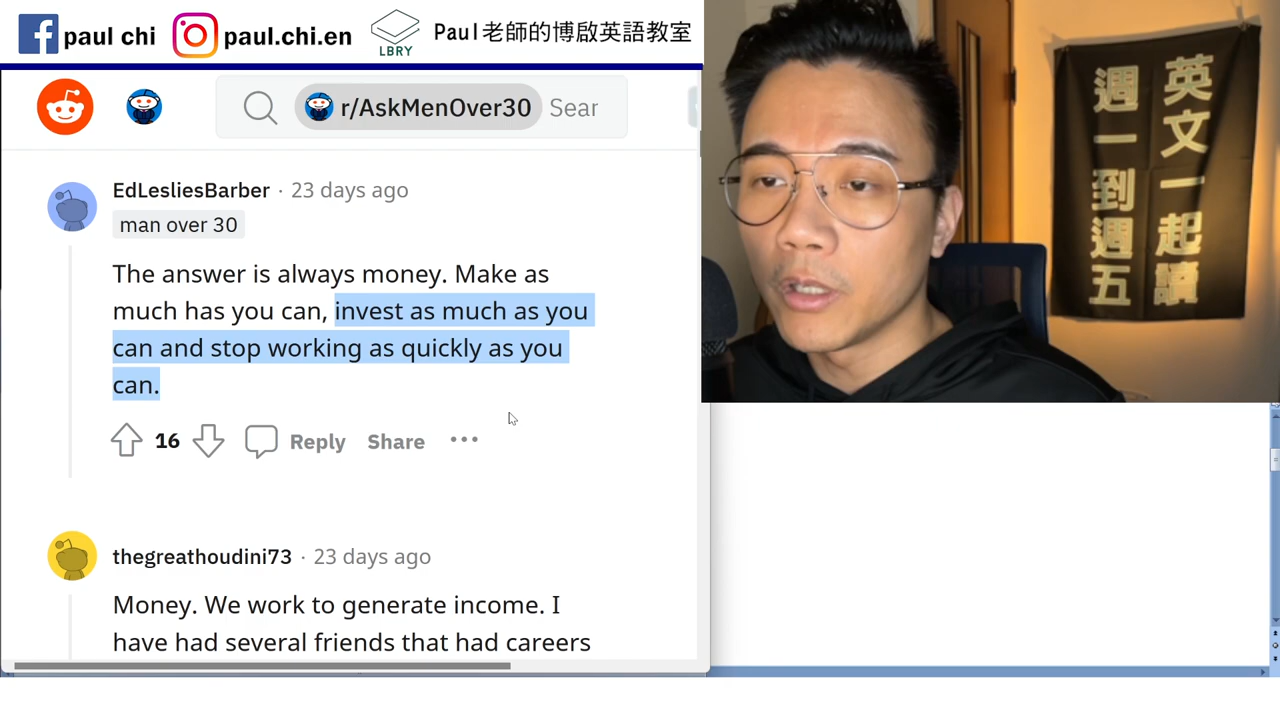 paul chi
paul.chi.en
LBRY
Paul老師的博啟英語教室
r/AskMenOver30
Sear
EdLesliesBarber · 23 days ago
man over 30
The answer is always money. Make as
much has you can, invest as much as you
can and stop working as quickly as you
can.
16
Reply
Share
thegreathoudini73 · 23 days ago
Money. We work to generate income. I
have had several friends that had careers
英文一起讀
週一到週五